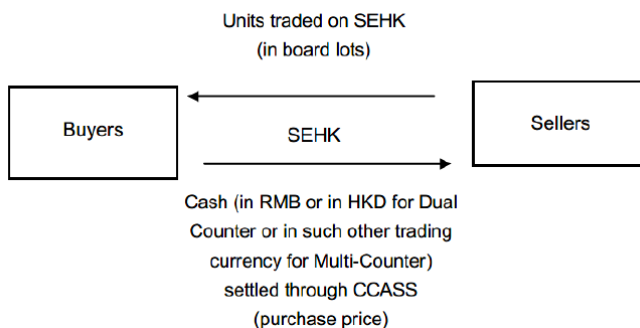 Units traded on SEHK
(in board lots)
Buyers
SEHK
Sellers
Cash (in RMB or in HKD for Dual
Counter or in such other trading
currency for Multi-Counter)
settled through CCASS
(purchase price)